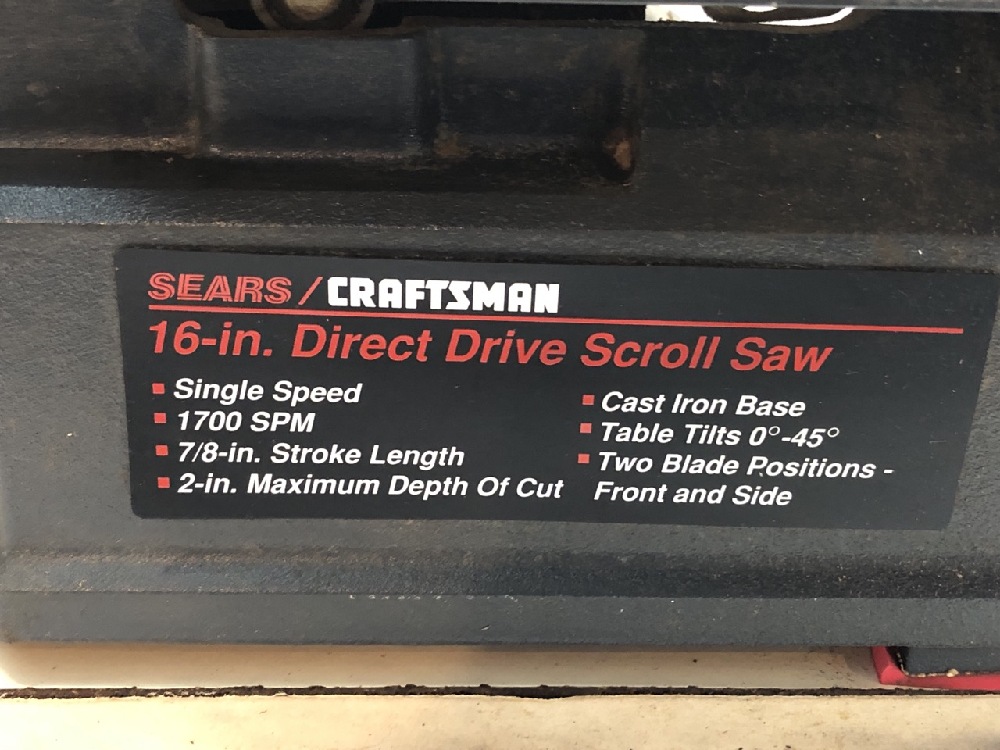 SEARS / CRAFTSMAN
16-in. Direct Drive Scroll Saw
Single Speed
1700 SPM
7/8-in. Stroke Length
2-in. Maximum Depth Of Cut
Cast Iron Base
Table Tilts 0°-45°
Two Blade Positions -
Front and Side